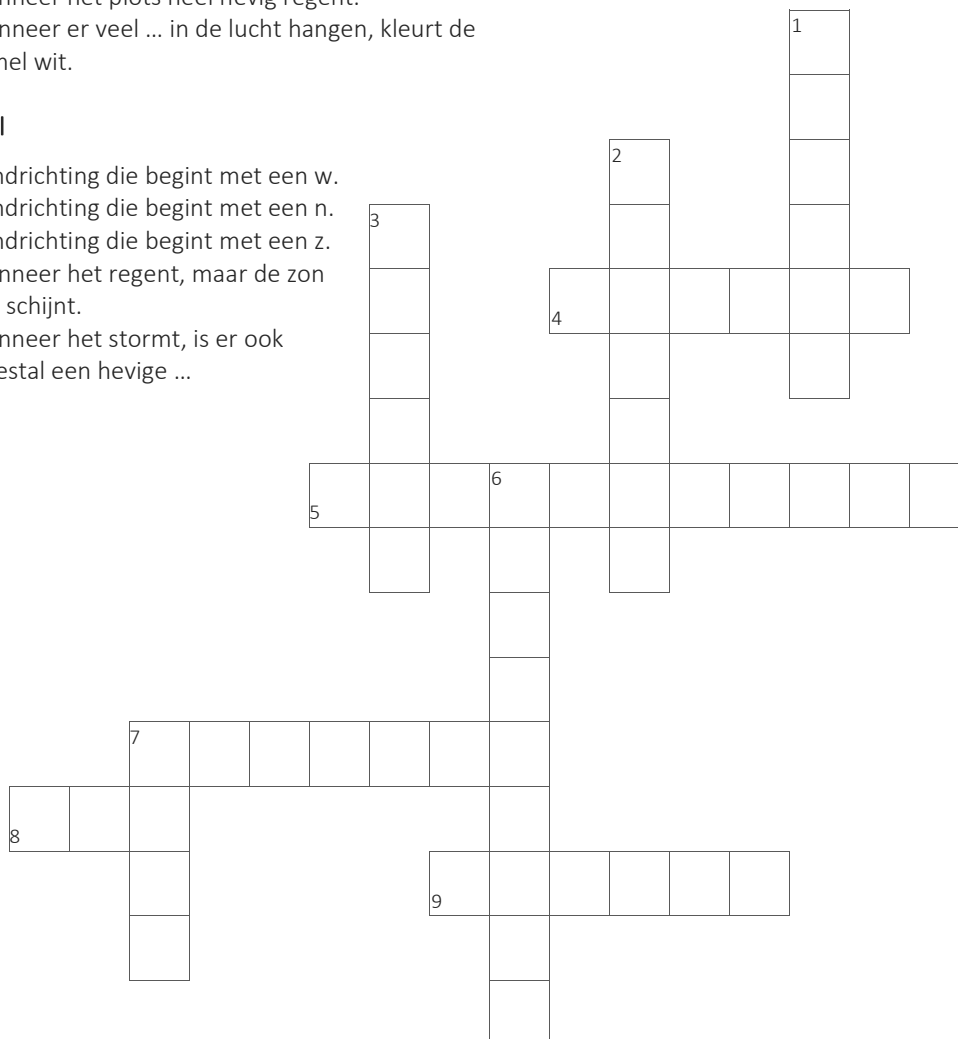 nneer het plots heel hevig regent.
nneer er veel … in de lucht hangen, kleurt de
nel wit.
l
ndrichting die begint met een w.
ndrichting die begint met een n.
ndrichting die begint met een z.
nneer het regent, maar de zon
schijnt.
nneer het stormt, is er ook
estal een hevige …
1
2
3
4
5
6
7
8
9